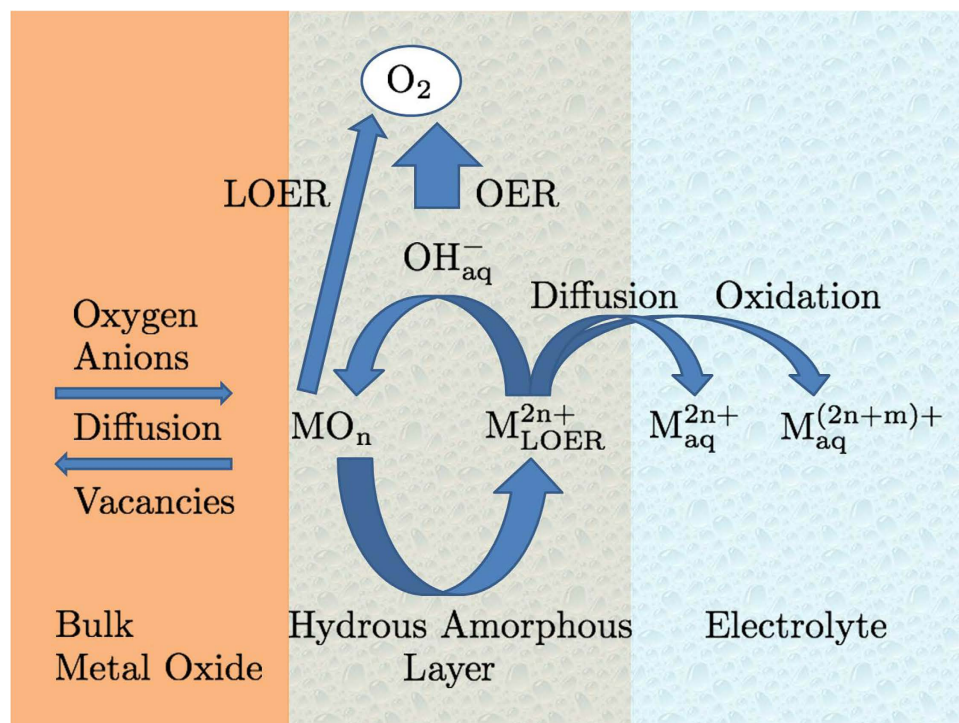 O₂
LOER
OER
OH⁻aq
Diffusion
Oxidation
Oxygen
Anions
Diffusion
Vacancies
MOₙ
M²ⁿ⁺LOER
M²ⁿ⁺aq
M⁽²ⁿ⁺ᵐ⁾⁺aq
Bulk
Metal Oxide
Hydrous Amorphous
Layer
Electrolyte